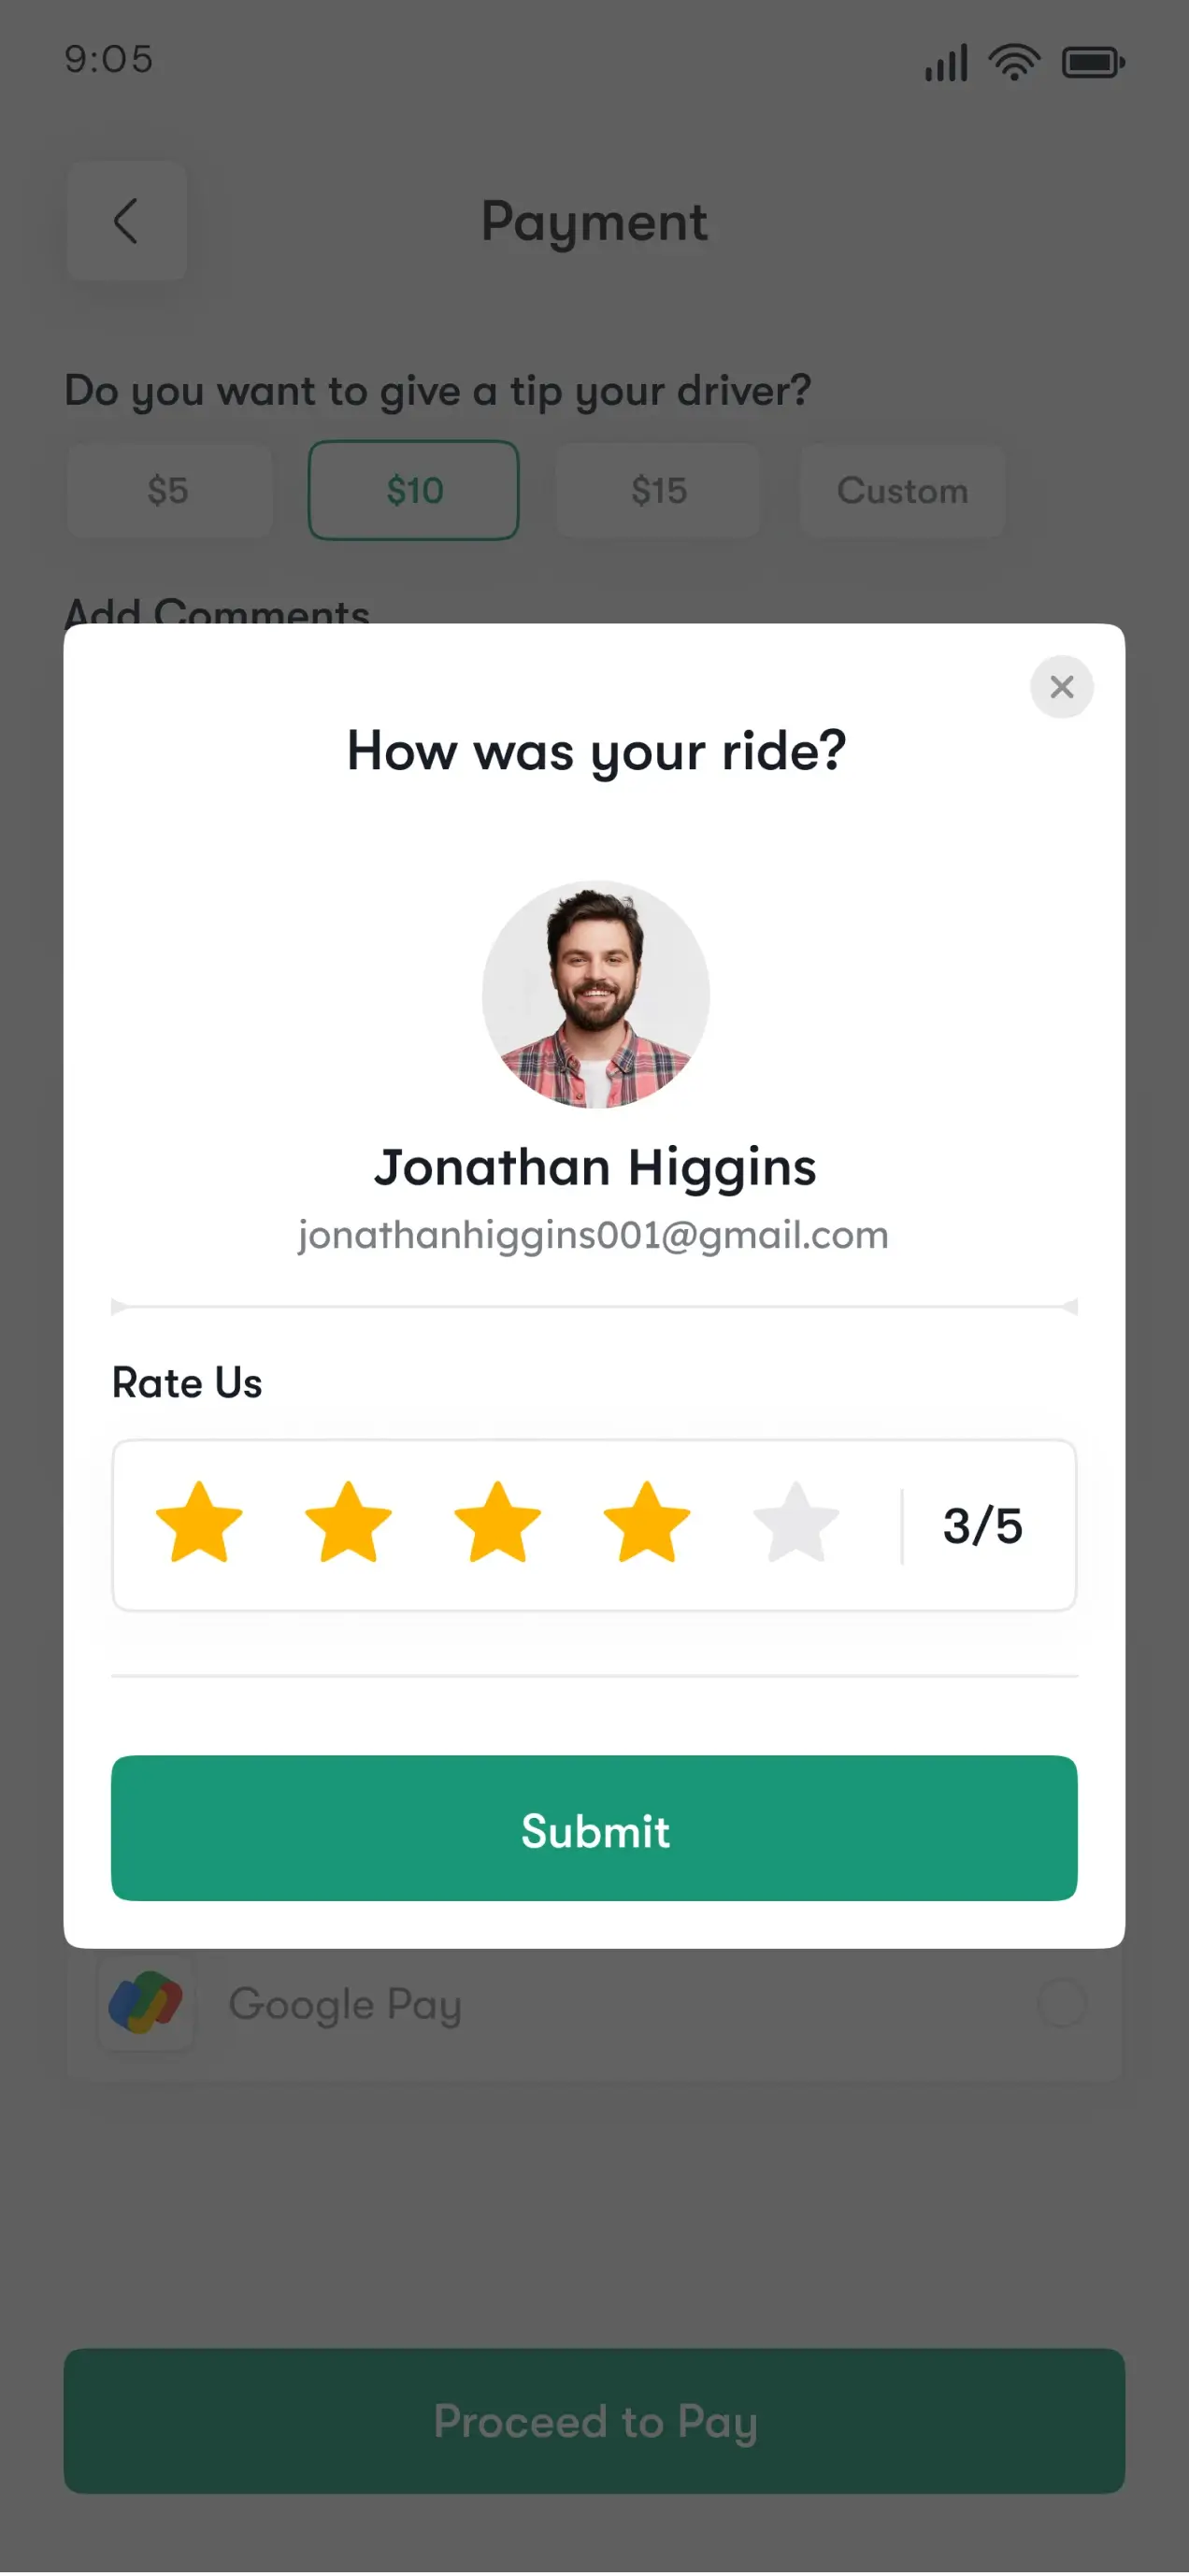 9:05
Payment
Do you want to give a tip your driver?
$5 $10 $15 Custom
Add Comments
How was your ride?
Jonathan Higgins
jonathanhiggins001@gmail.com
Rate Us
3/5
Submit
Google Pay
Proceed to Pay